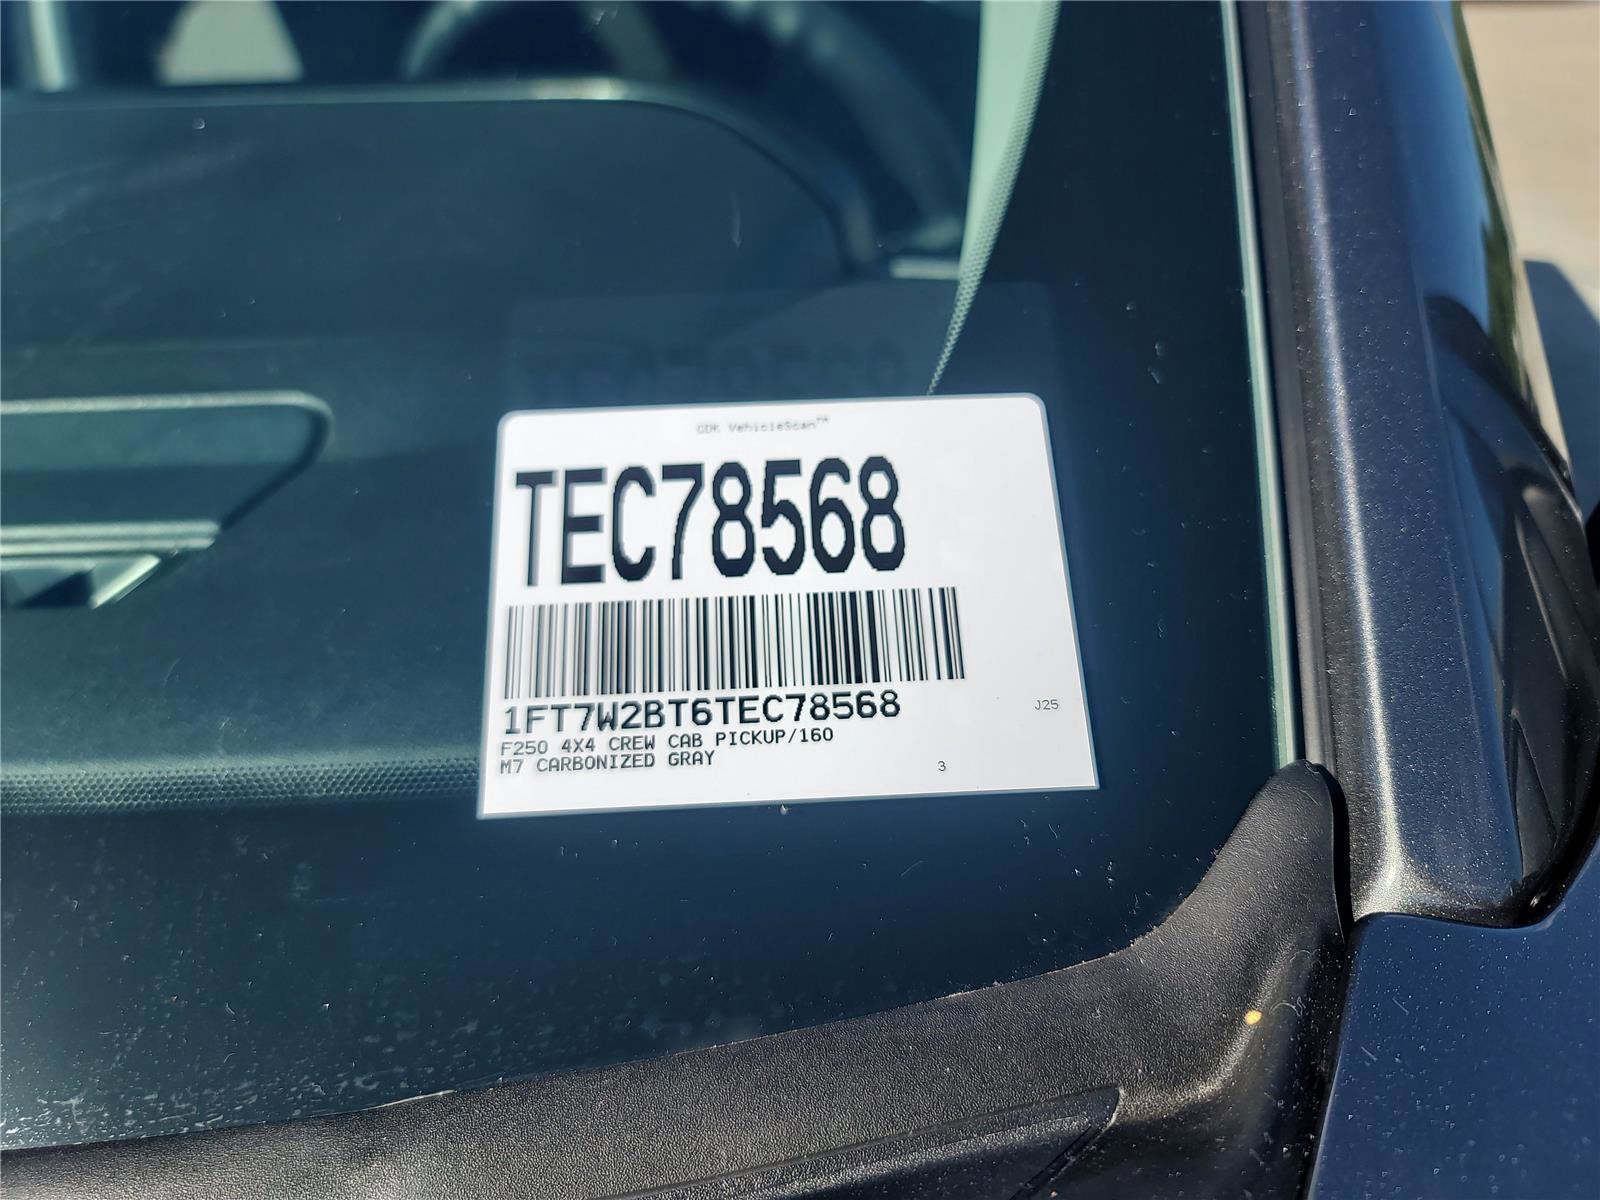 CDK VehicleScan™
TEC78568
1FT7W2BT6TEC78568
F250 4X4 CREW CAB PICKUP/160
M7 CARBONIZED GRAY
J25
3